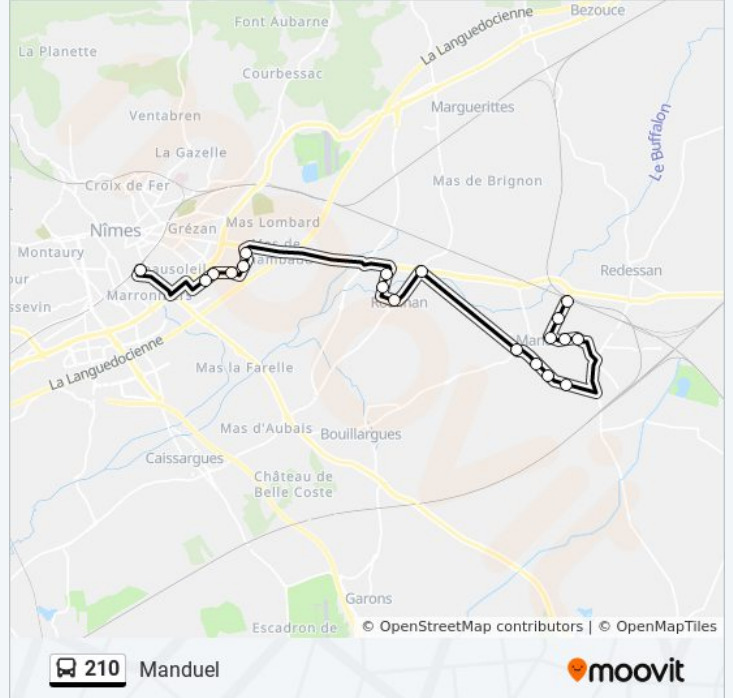 Font Aubarne
Bezouce
La Planette
La Languedocienne
Courbessac
Marguerittes
Ventabren
Le Buffalon
La Gazelle
Croix de Fer
Mas de Brignon
Nîmes
Grézan
Mas Lombard
Montaury
Redessan
Marronniers
La Languedocienne
Mas la Farelle
Mas d'Aubais
Bouillargues
Caissargues
Château de
Belle Coste
Garons
Escadron de
© OpenStreetMap contributors | © OpenMapTiles
210
Manduel
moovit